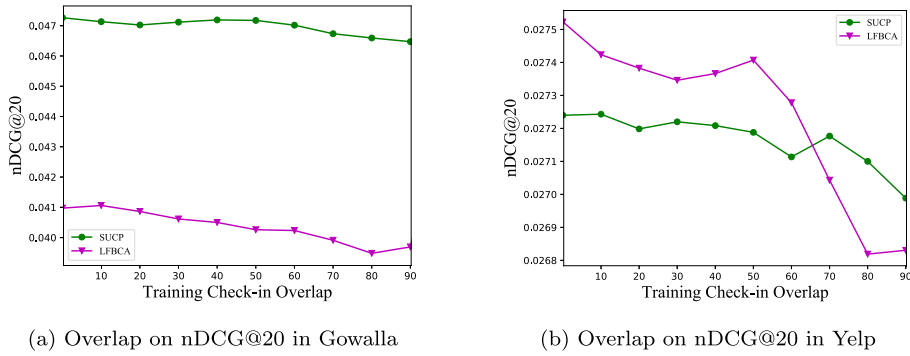 0.047
0.046
0.045
0.044
0.043
0.042
0.041
0.040
nDCG@20
SUCP
LFBCA
10 20 30 40 50 60 70 80 90
Training Check-in Overlap
(a) Overlap on nDCG@20 in Gowalla
0.0275
0.0274
0.0273
0.0272
0.0271
0.0270
0.0269
0.0268
nDCG@20
SUCP
LFBCA
10 20 30 40 50 60 70 80 90
Training Check-in Overlap
(b) Overlap on nDCG@20 in Yelp